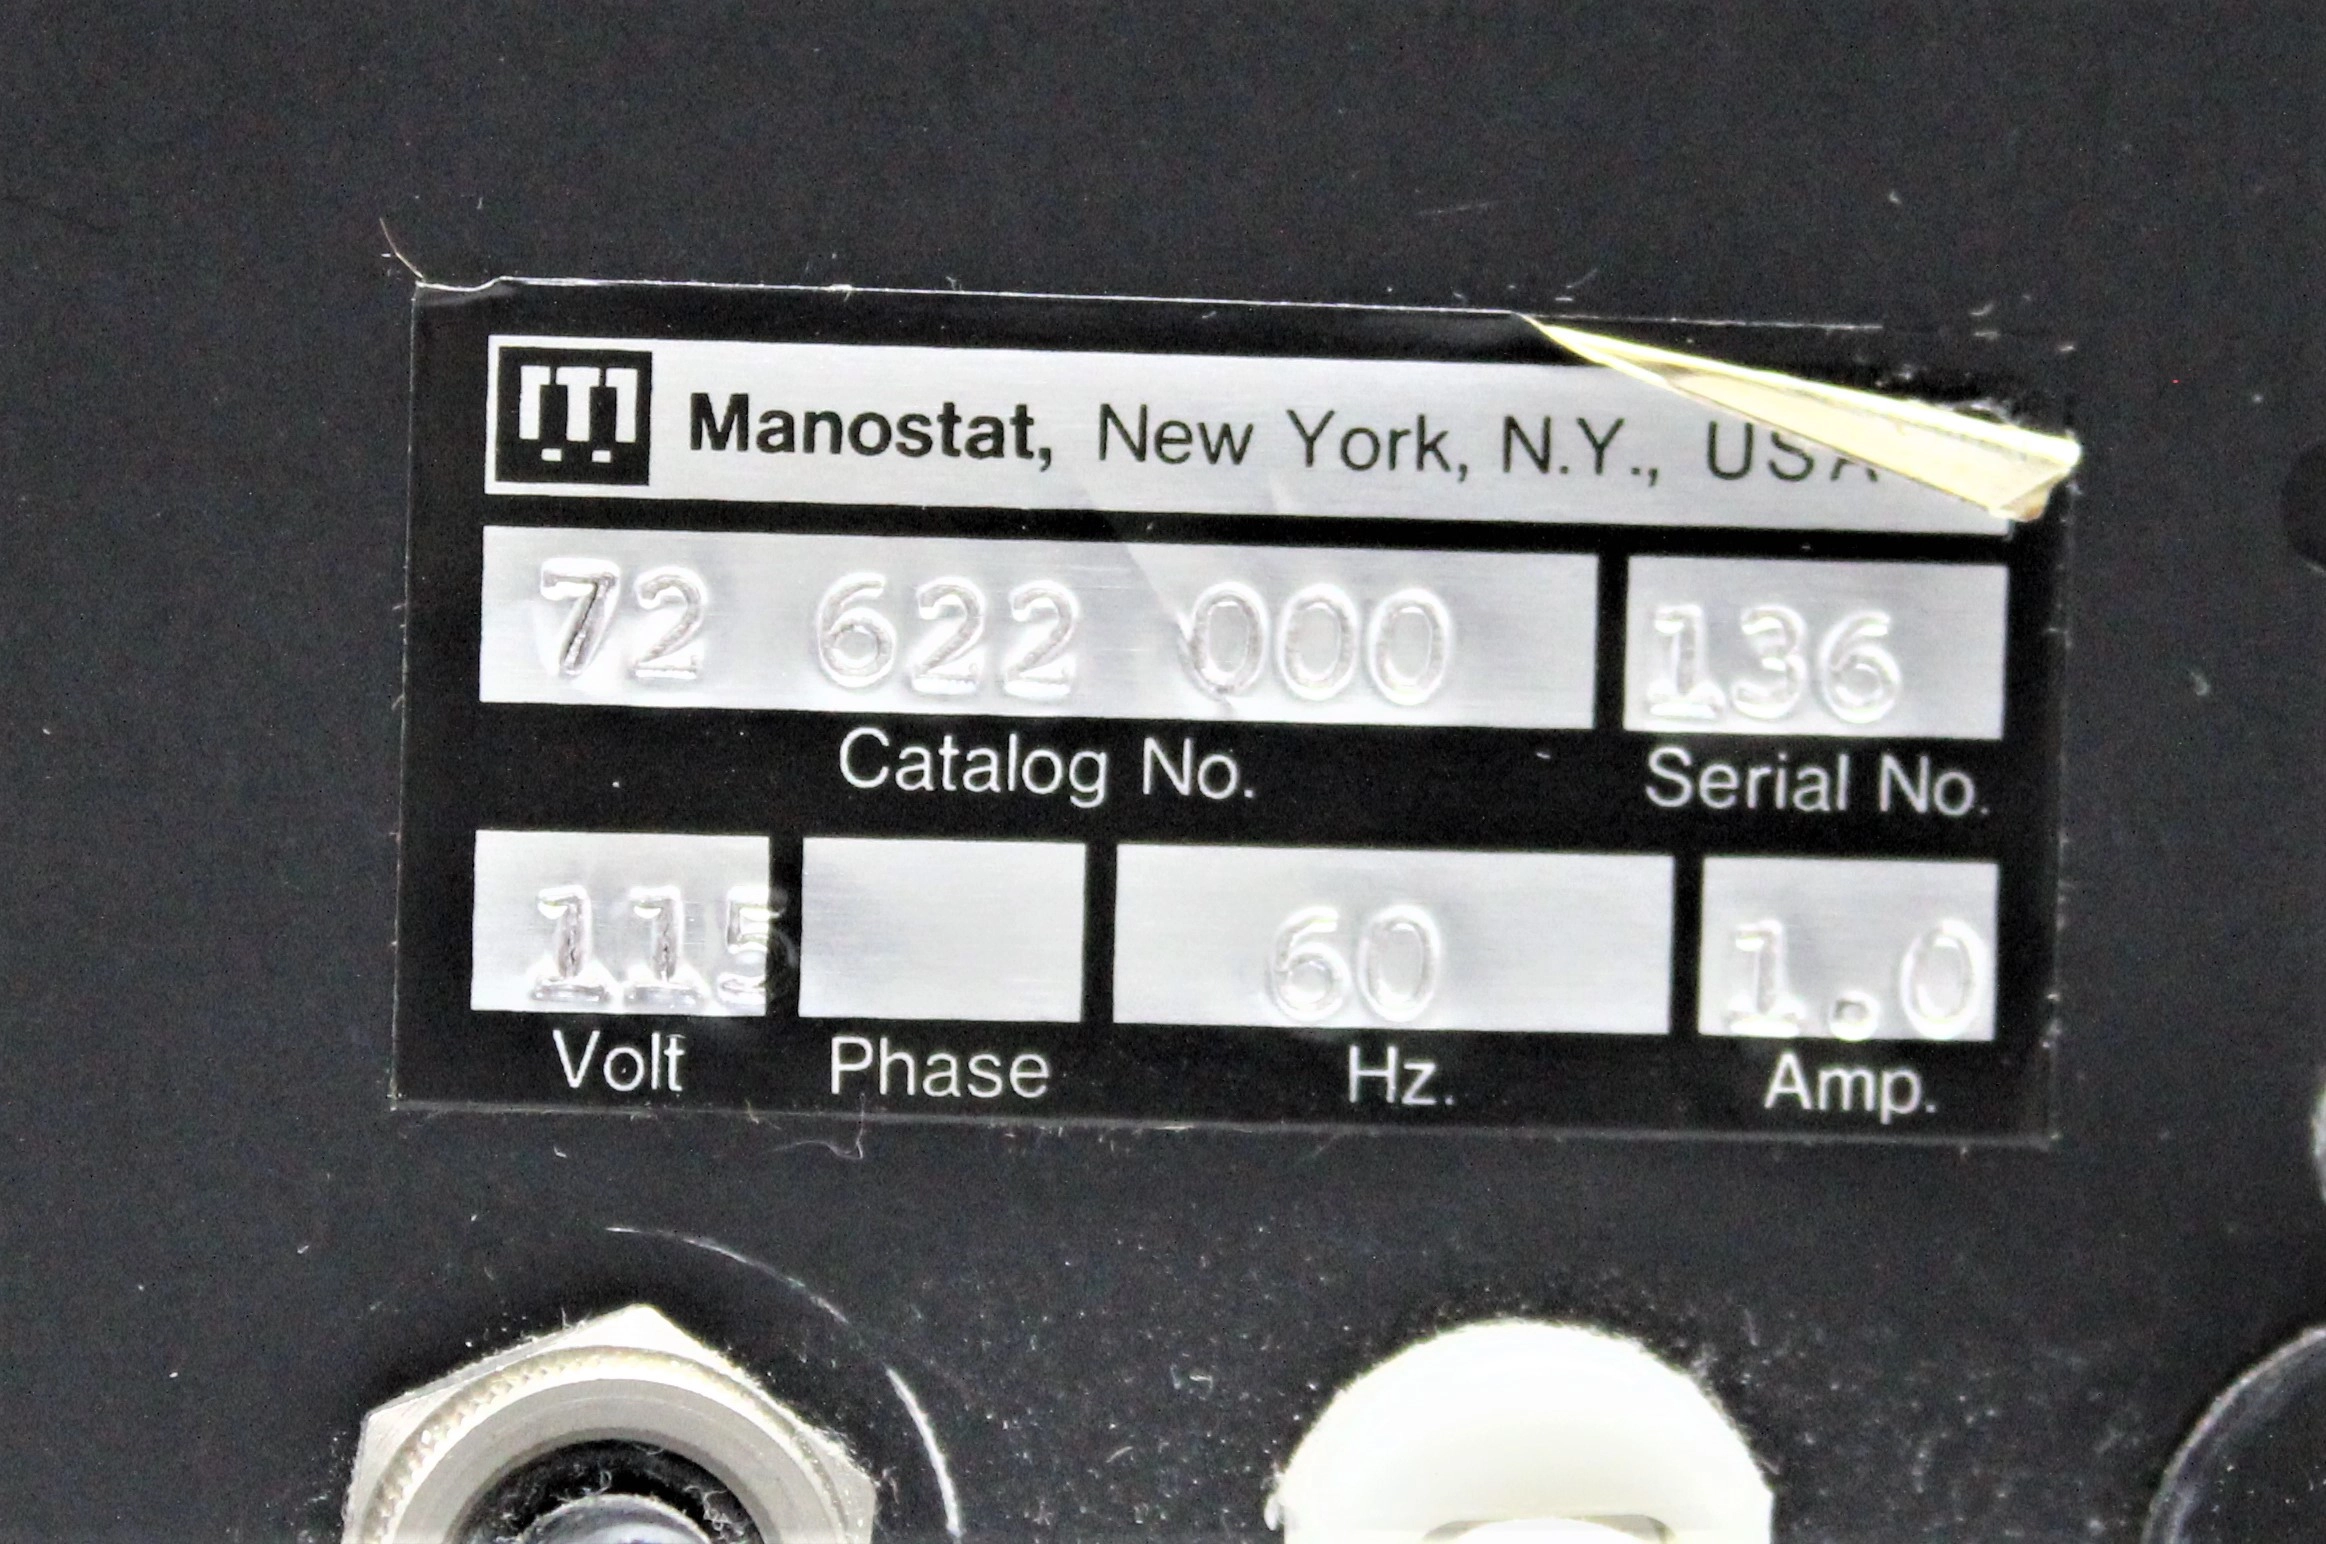 Manostat, New York, N.Y., USA
72 622 000 136
Catalog No. Serial No.
115 60 1.0
Volt Phase Hz. Amp.